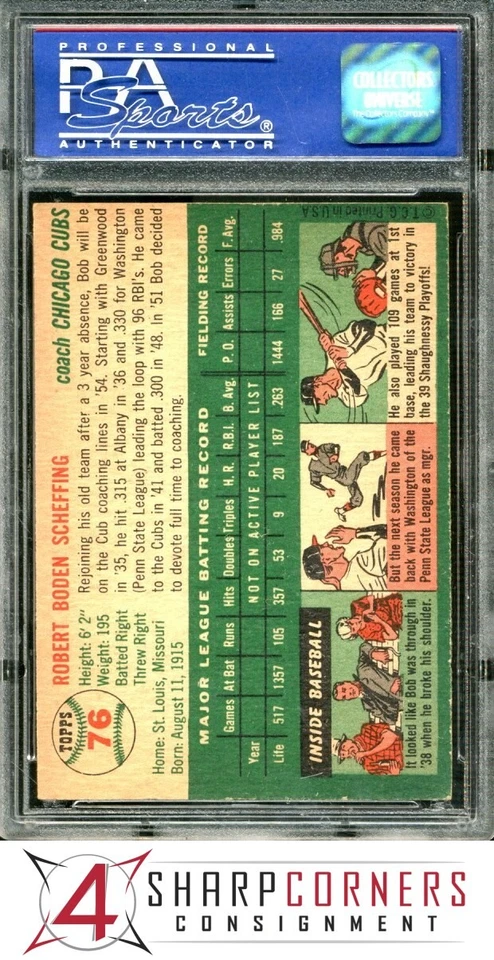 PROFESSIONAL
PSA
Sports®
AUTHENTICATOR
COLLECTORS
UNIVERSE
TOPPS
76
ROBERT BODEN SCHEFFING
coach CHICAGO CUBS
Height: 6' 2"
Weight: 195
Batted Right
Threw Right
Home: St. Louis, Missouri
Born: August 11, 1915
Rejoining his old team after a 3 year absence, Bob will be
on the Cub coaching lines in '54. Starting with Greenwood
in '35, he hit .315 at Albany in '36 and .330 for Washington
(Penn State League) leading the loop with 96 RBI's. He came
to the Cubs in '41 and batted .300 in '48. In '51 Bob decided
to devote full time to coaching.
MAJOR LEAGUE BATTING RECORD FIELDING RECORD
Games At Bat Runs Hits Doubles Triples H.R. R.B.I. B. Avg. P. O. Assists Errors F. Avg.
Year NOT ON ACTIVE PLAYER LIST
Life 517 1357 105 357 53 9 20 187 .263 1444 166 27 .984
INSIDE BASEBALL
It looked like Bob was through in
'38 when he broke his shoulder.
But the next season he came
back with Washington of the
Penn State League as mgr.
He also played 109 games at 1st
base, leading his team to victory in
the 39 Shaughnessy Playoffs!
© T.C.G. Printed in U.S.A.
4
SHARPCORNERS
CONSIGNMENT